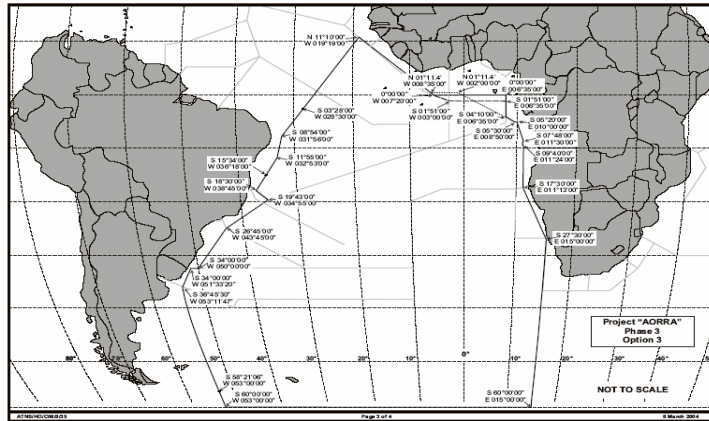 N 11°10'00"
W 019°19'00"
N 01°11.4'
W 008°35'00"
N 01°11.4'
W 002°00'00"
0°00'00"
E 006°35'00"
0°00'00"
W 007°20'00"
S 01°51'00"
W 003°00'00"
S 01°51'00"
E 006°35'00"
S 04°10'00"
E 006°35'00"
S 05°20'00"
E 010°00'00"
S 05°30'00"
E 008°50'00"
S 07°48'00"
E 011°30'00"
S 09°40'00"
E 011°24'00"
S 03°28'00"
W 028°30'00"
S 08°54'00"
W 031°56'00"
S 11°55'00"
W 032°53'00"
S 15°34'00"
W 036°18'00"
S 18°30'00"
W 038°45'00"
S 17°30'00"
E 011°13'00"
S 19°43'00"
W 034°55'00"
S 26°45'00"
W 043°45'00"
S 27°30'00"
E 015°00'00"
S 34°00'00"
W 050°00'00"
S 34°00'00"
W 051°33'20"
S 36°45'30"
W 053°11'47"
Project "AORRA"
Phase 3
Option 3
80° 70° 60° 50° 40° 30° 20° 10° 0° 10° 20° 30° 40° 50°
S 58°21'06"
W 053°00'00"
S 60°00'00"
W 053°00'00"
S 60°00'00"
E 015°00'00"
NOT TO SCALE
Page 3 of 4
8 March 2004